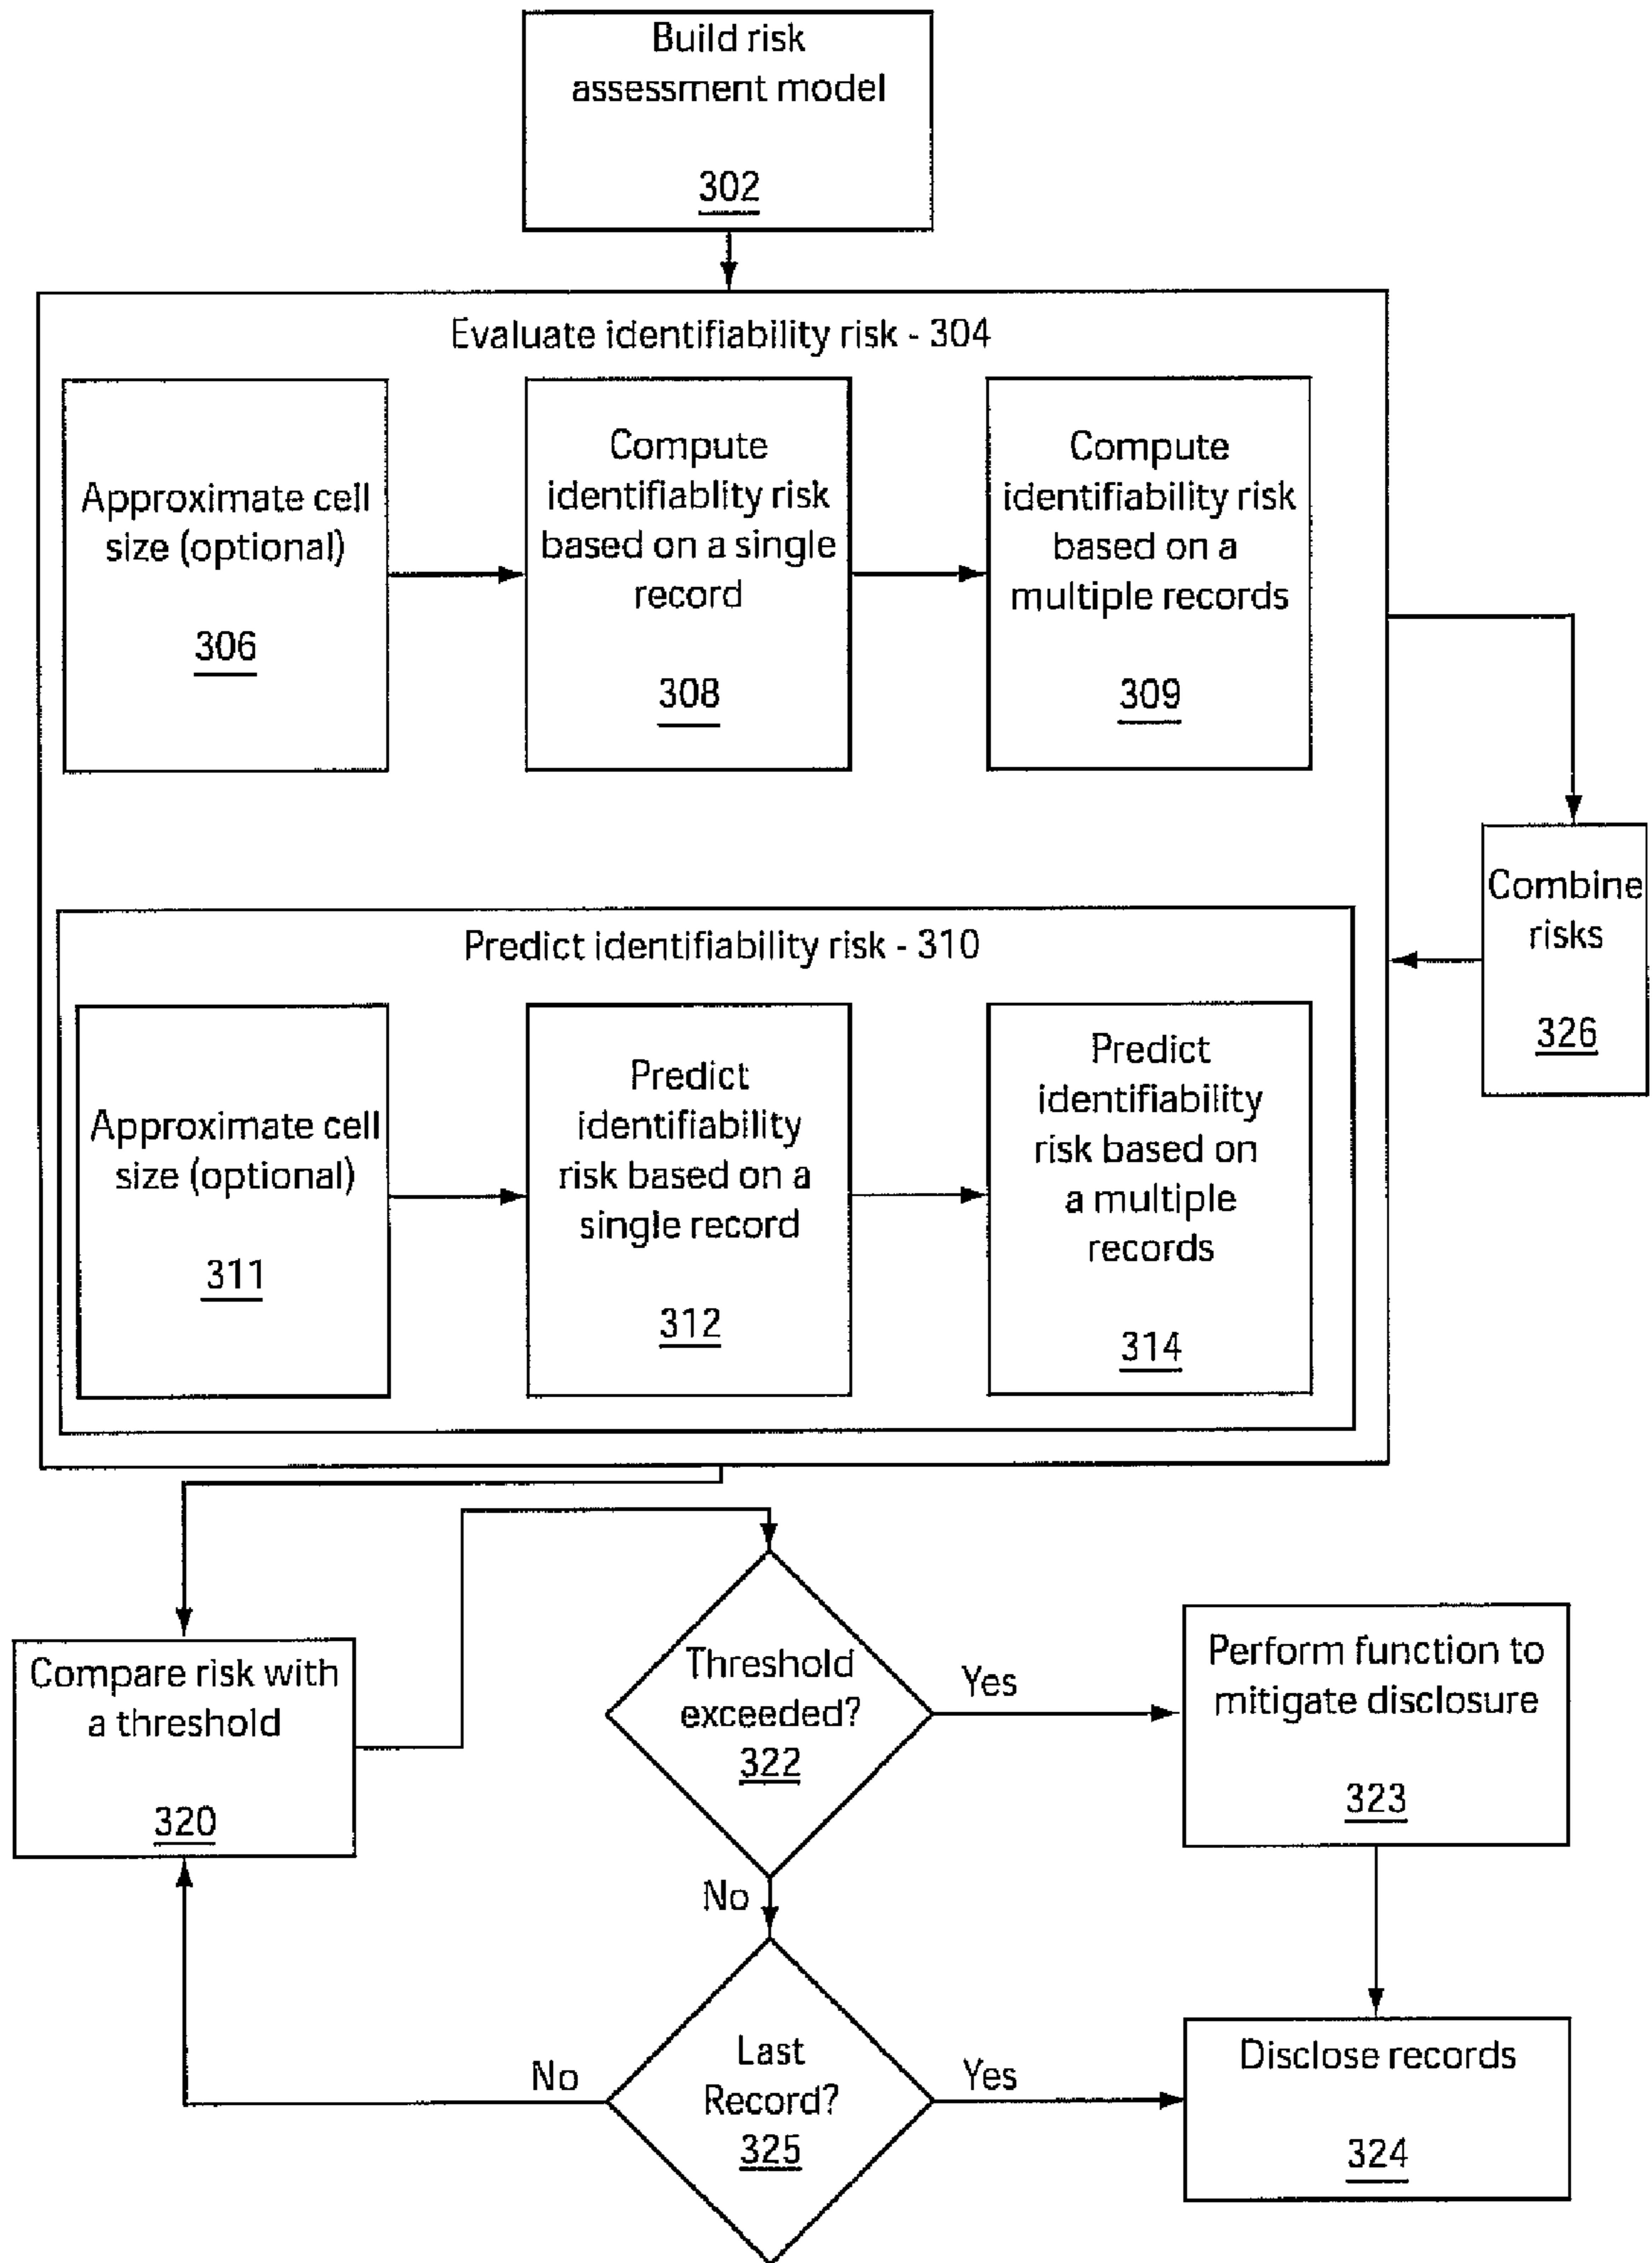 Build risk
assessment model
302
Evaluate identifiability risk - 304
Approximate cell
size (optional)
306
Compute
identifiablity risk
based on a single
record
308
Compute
identifiability risk
based on a
multiple records
309
Combine
risks
326
Predict identifiability risk - 310
Approximate cell
size (optional)
311
Predict
identifiability
risk based on a
single record
312
Predict
identifiability
risk based on
a multiple
records
314
Compare risk with
a threshold
320
Threshold
exceeded?
322
Yes
Perform function to
mitigate disclosure
323
No
Last
Record?
325
No
Yes
Disclose records
324